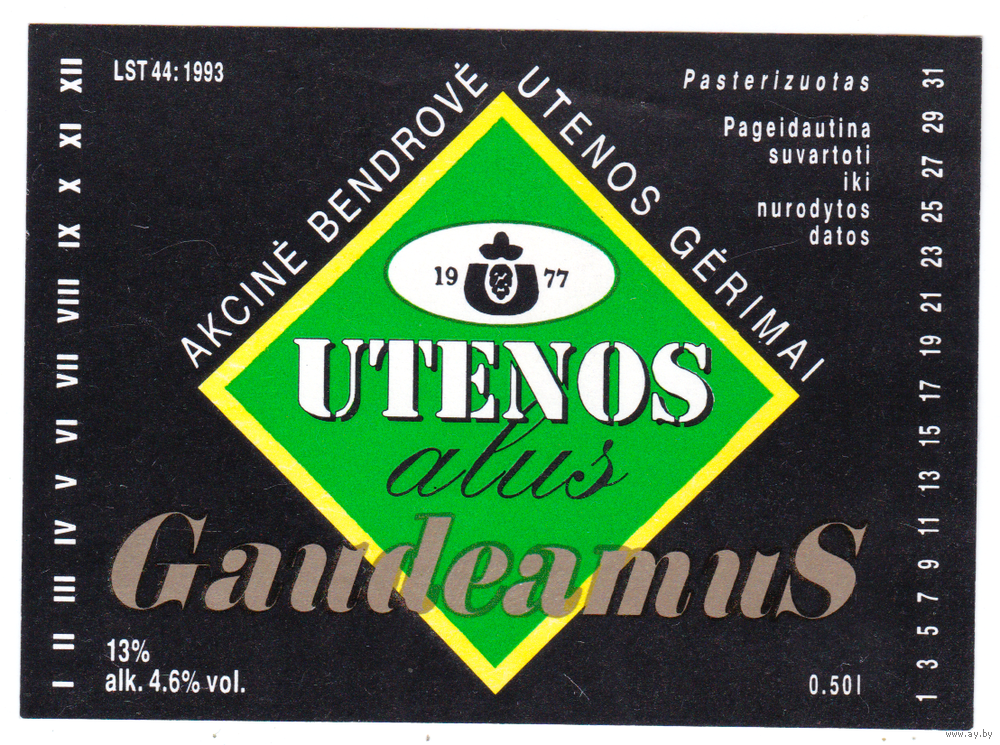 LST 44:1993
Pasterizuotas
Pageidautina
suvartoti
iki
nurodytos
datos
AKCINĖ BENDROVĖ UTENOS GĖRIMAI
19 77
UTENOS
alus
GaudeamuS
13%
alk. 4.6% vol.
0.50l
I II III IV V VI VII VIII IX X XI XII
1 3 5 7 9 11 13 15 17 19 21 23 25 27 29 31
www.ay.by